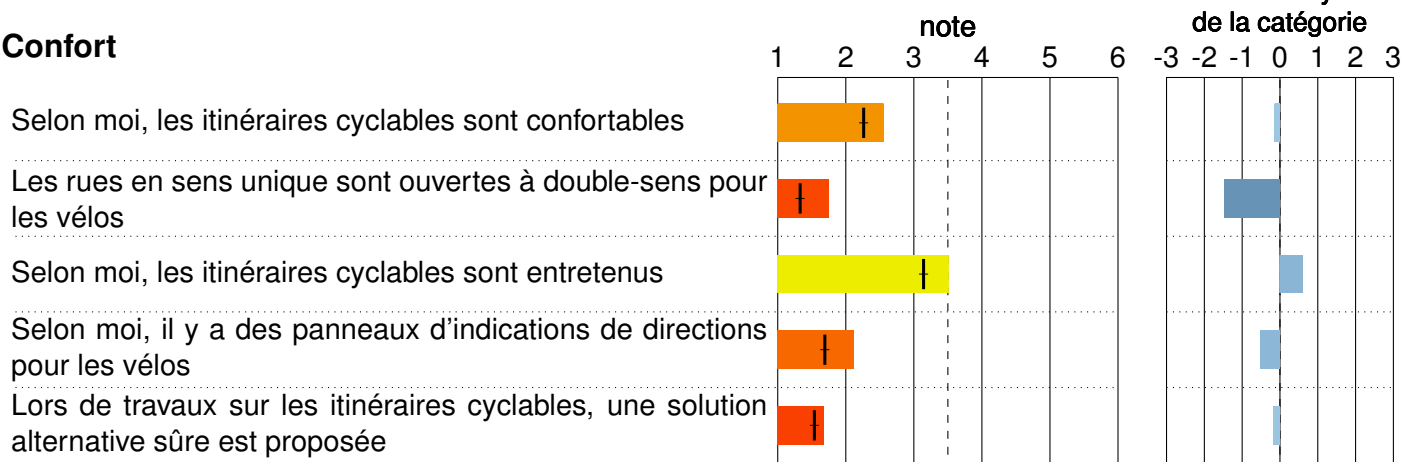 note
de la catégorie
Confort
1 2 3 4 5 6
-3 -2 -1 0 1 2 3
Selon moi, les itinéraires cyclables sont confortables
Les rues en sens unique sont ouvertes à double-sens pour
les vélos
Selon moi, les itinéraires cyclables sont entretenus
Selon moi, il y a des panneaux d'indications de directions
pour les vélos
Lors de travaux sur les itinéraires cyclables, une solution
alternative sûre est proposée